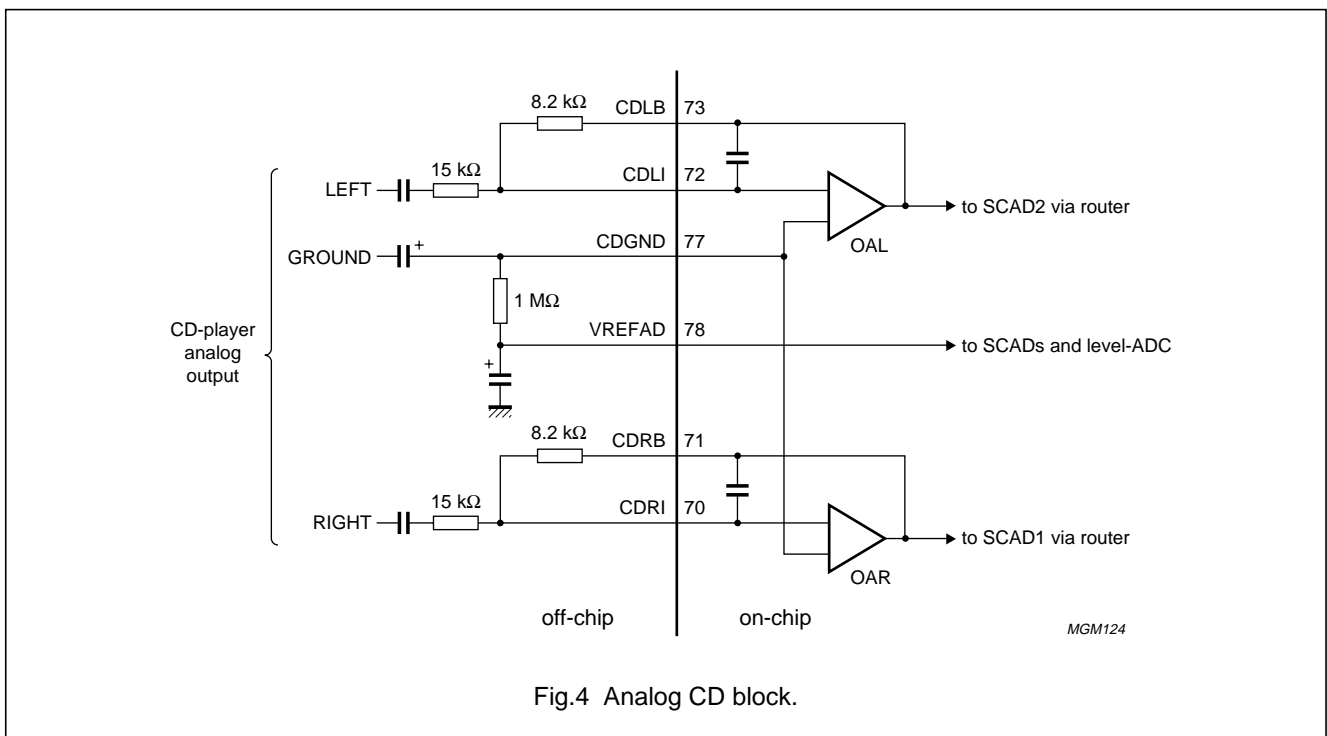 8.2 kΩ
CDLB
73
15 kΩ
CDLI
72
LEFT
to SCAD2 via router
OAL
CDGND
77
GROUND
+
1 MΩ
VREFAD
78
to SCADs and level-ADC
CD-player
analog
output
+
8.2 kΩ
CDRB
71
15 kΩ
CDRI
70
RIGHT
to SCAD1 via router
OAR
off-chip
on-chip
MGM124
Fig.4 Analog CD block.